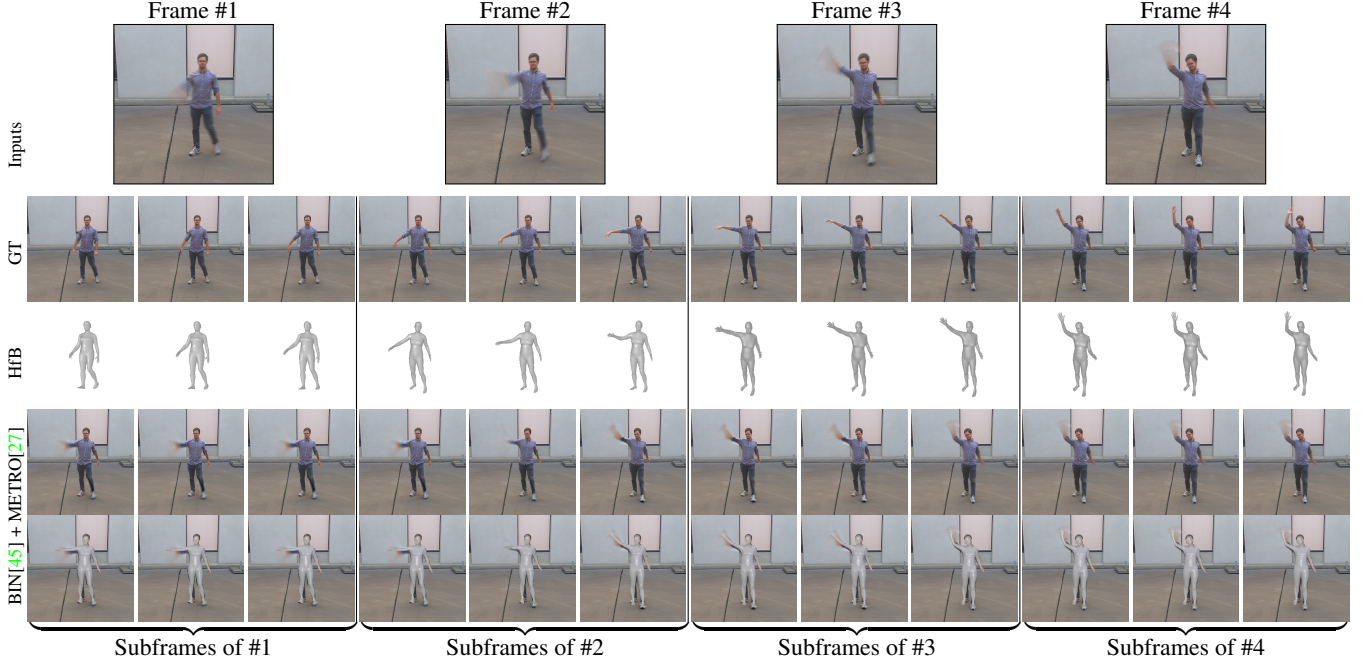 Frame #1
Frame #2
Frame #3
Frame #4
Inputs
GT
HfB
BIN[45] + METRO[27]
Subframes of #1
Subframes of #2
Subframes of #3
Subframes of #4